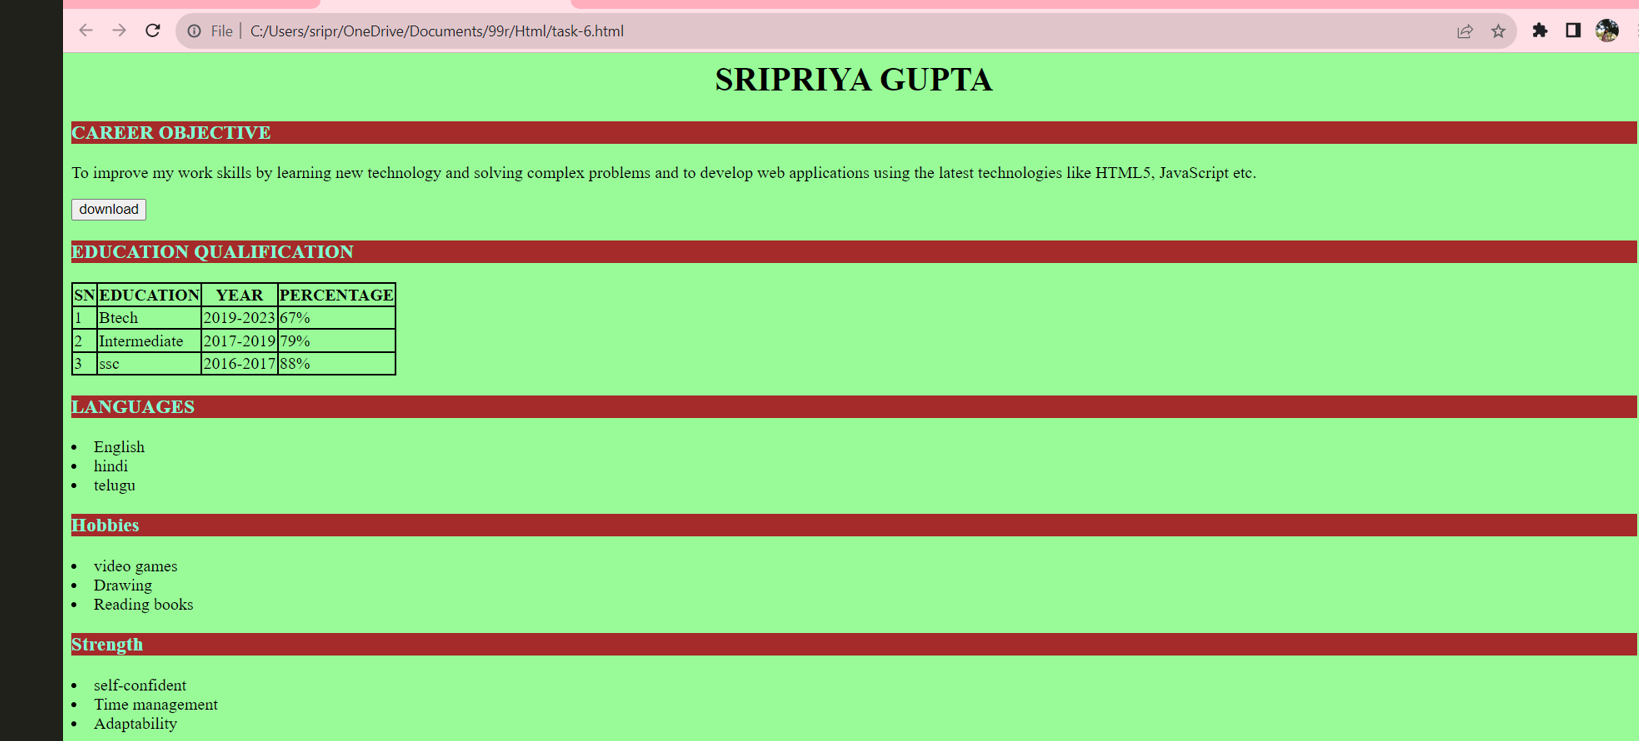 File | C:/Users/sripr/OneDrive/Documents/99r/Html/task-6.html
SRIPRIYA GUPTA
CAREER OBJECTIVE
To improve my work skills by learning new technology and solving complex problems and to develop web applications using the latest technologies like HTML5, JavaScript etc.
download
EDUCATION QUALIFICATION
SN EDUCATION YEAR PERCENTAGE
1 Btech 2019-2023 67%
2 Intermediate 2017-2019 79%
3 ssc 2016-2017 88%
LANGUAGES
• English
• hindi
• telugu
Hobbies
• video games
• Drawing
• Reading books
Strength
• self-confident
• Time management
• Adaptability